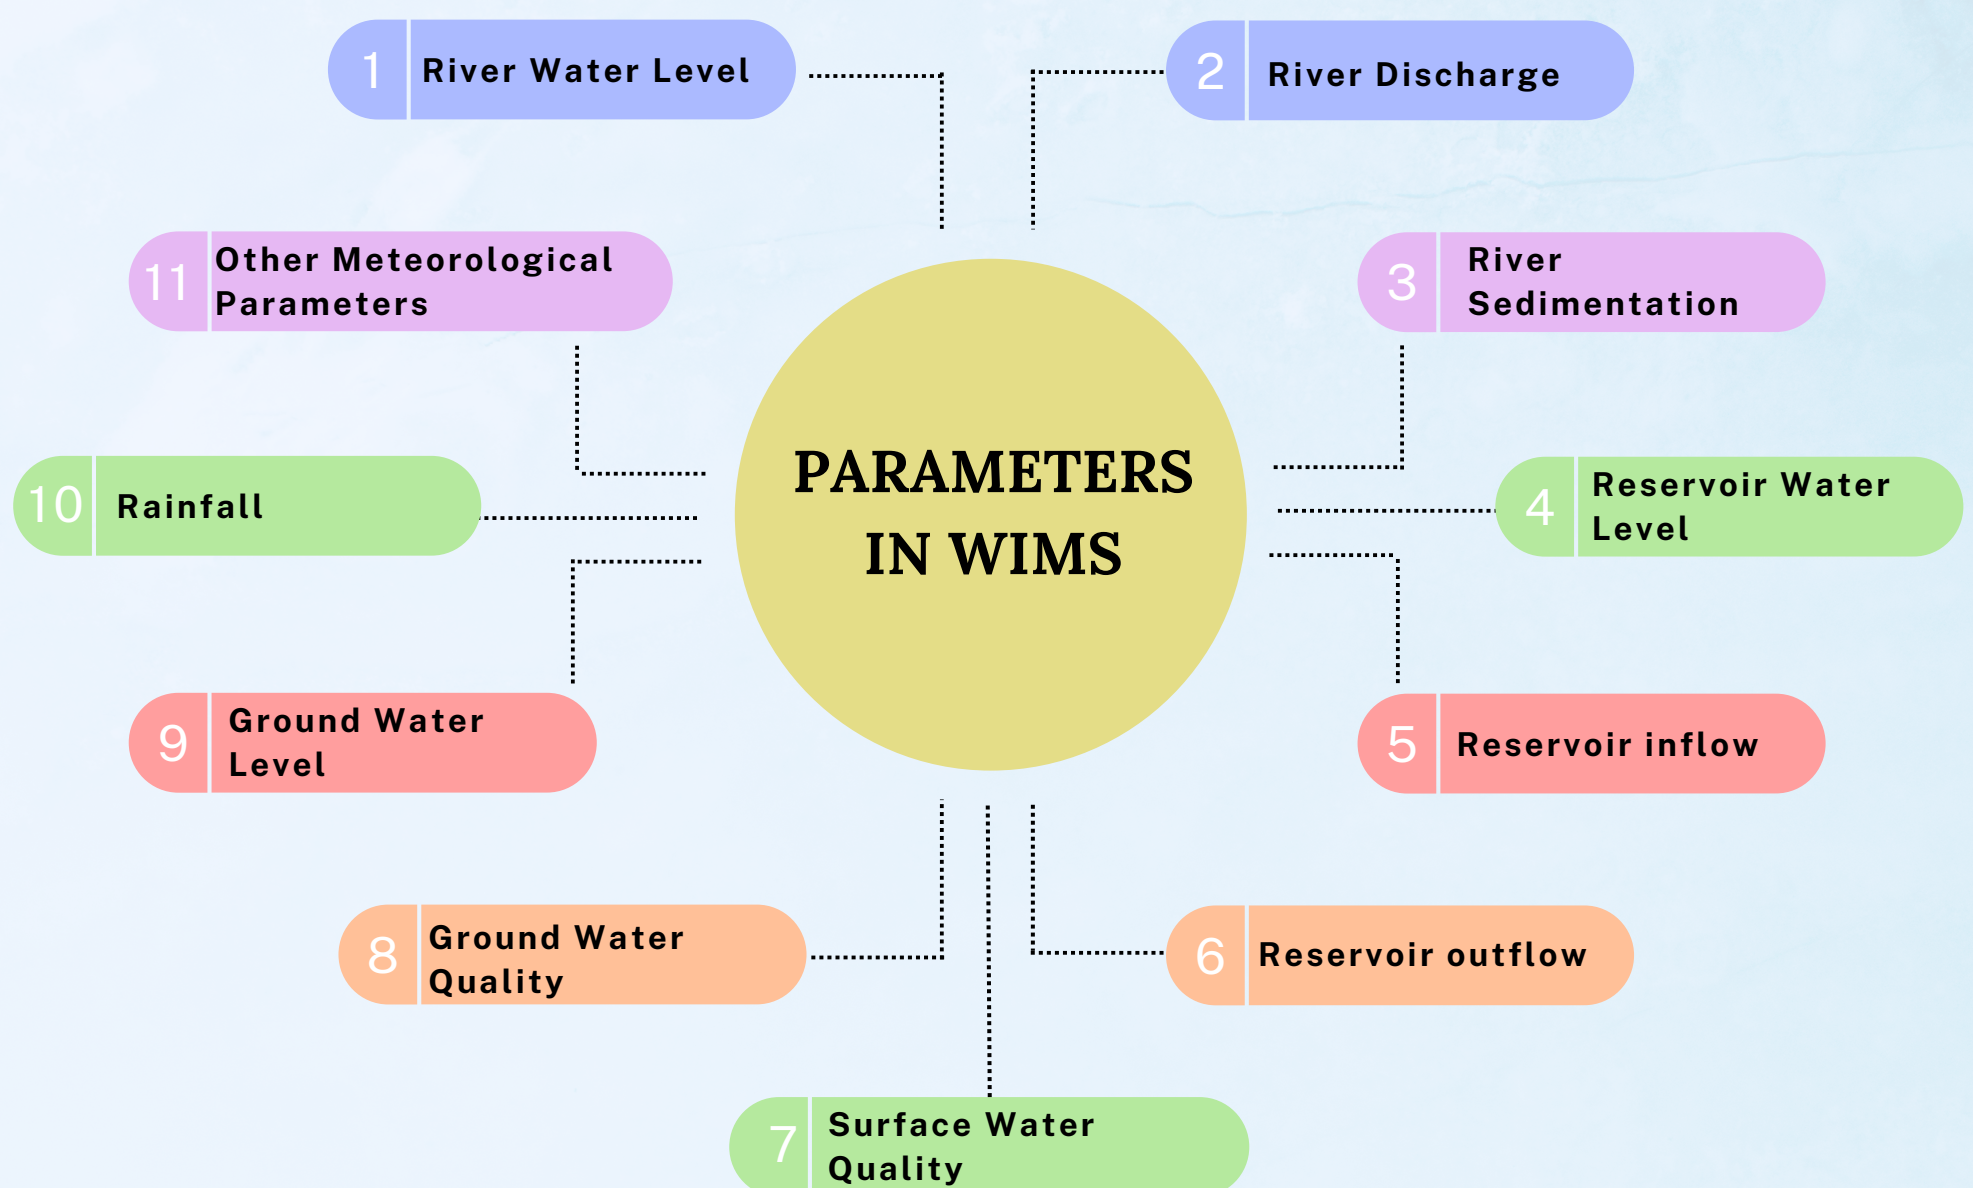 1 River Water Level
2 River Discharge
11 Other Meteorological
Parameters
3 River
Sedimentation
PARAMETERS
IN WIMS
10 Rainfall
4 Reservoir Water
Level
9 Ground Water
Level
5 Reservoir inflow
8 Ground Water
Quality
6 Reservoir outflow
7 Surface Water
Quality